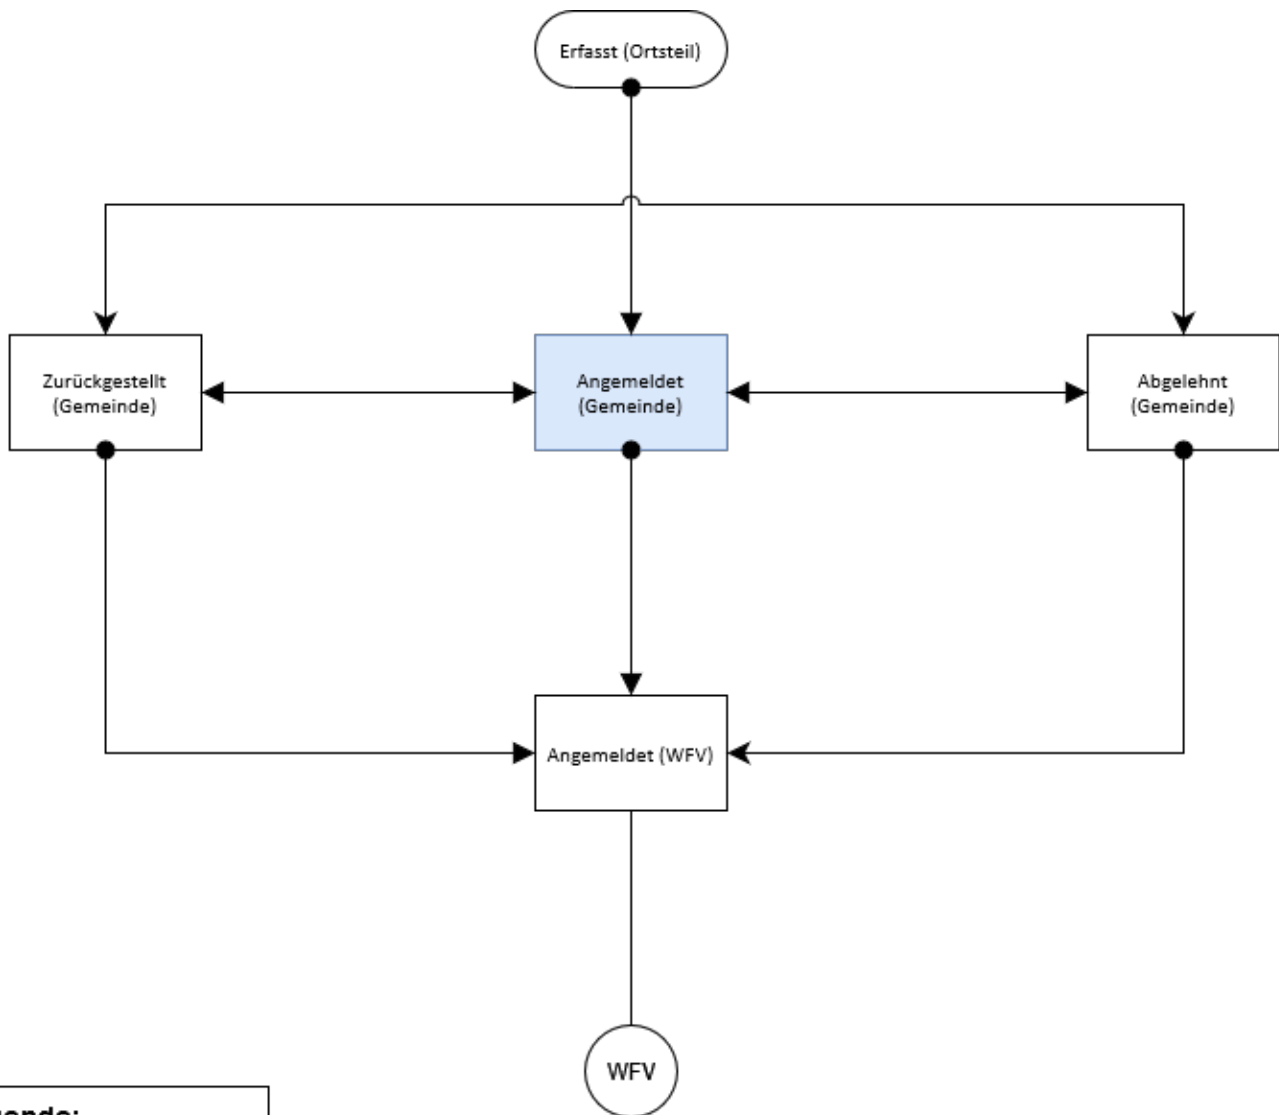 Erfasst (Ortsteil)
Zurückgestellt
(Gemeinde)
Angemeldet
(Gemeinde)
Abgelehnt
(Gemeinde)
Angemeldet (WFV)
WFV